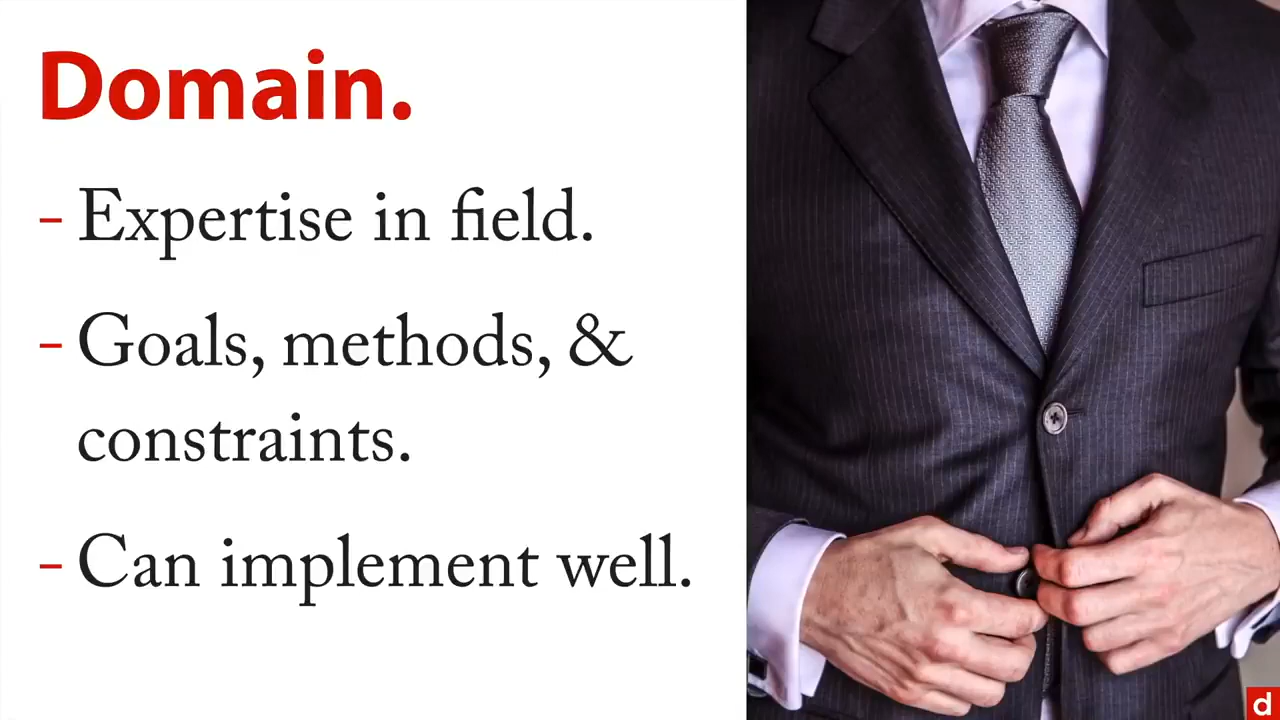 Domain.
- Expertise in field.
- Goals, methods, &
constraints.
- Can implement well.
d